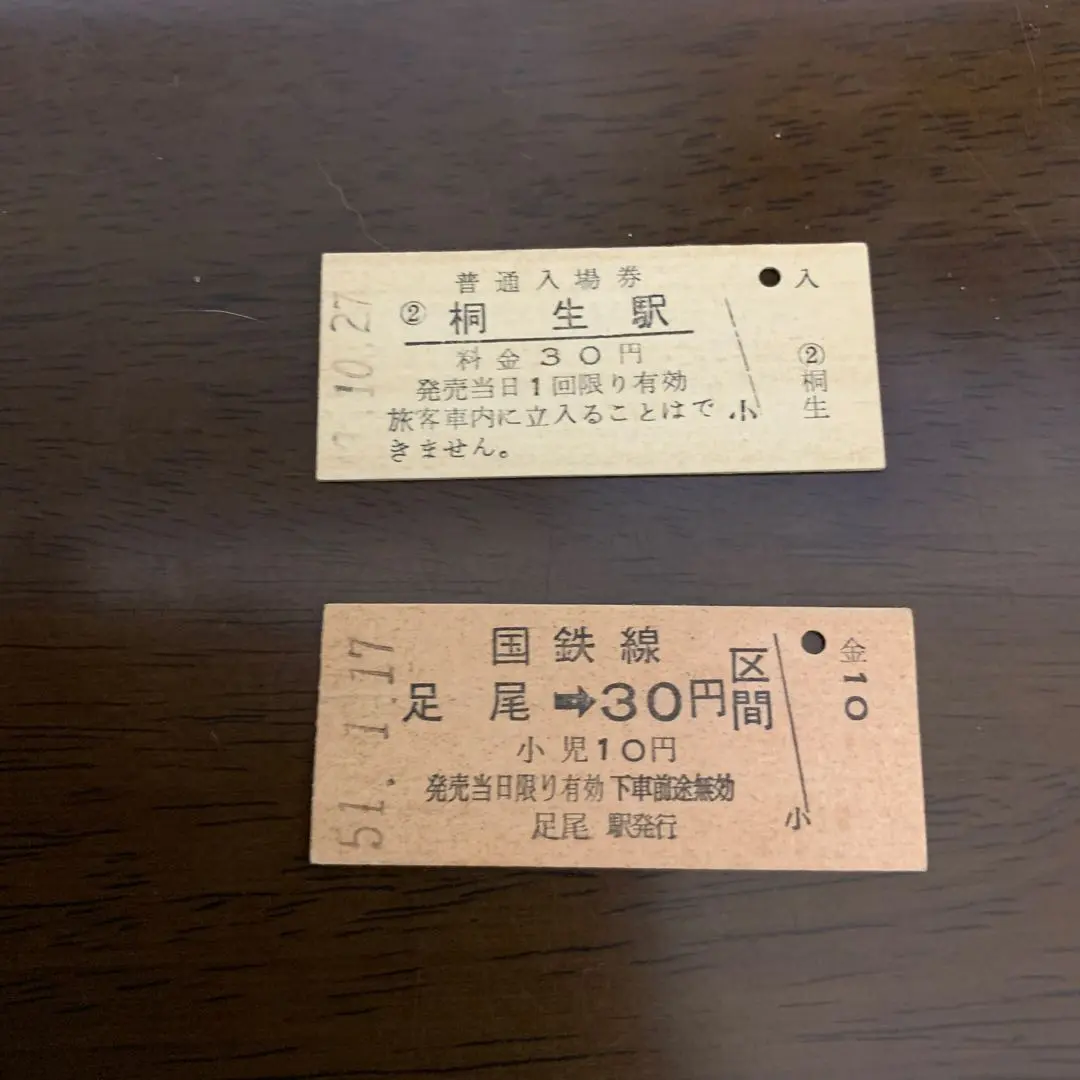 普通入場券
② 桐生駅
料金30円
発売当日1回限り有効
旅客車内に立入ることはで
きません。
小
入
②桐生
10.27
国鉄線
足尾➡30円区間
小児10円
発売当日限り有効 下車前途無効
足尾 駅発行
小
金10
51.1.17